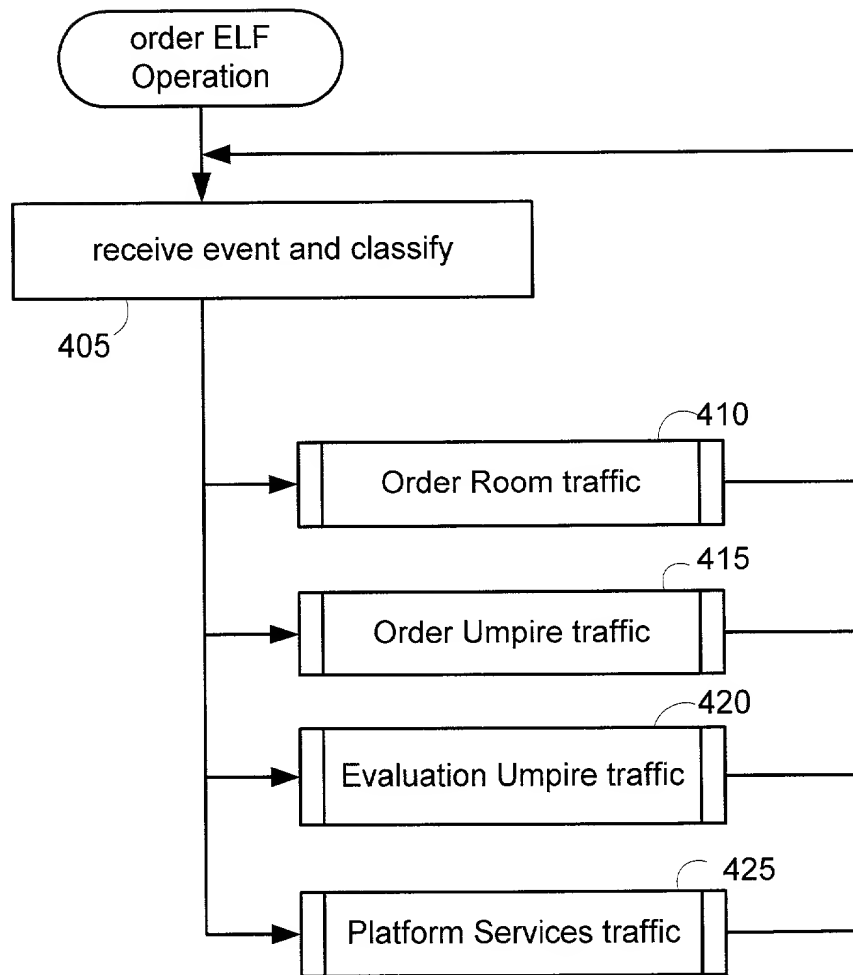 order ELF
Operation
receive event and classify
405
410
Order Room traffic
415
Order Umpire traffic
420
Evaluation Umpire traffic
425
Platform Services traffic